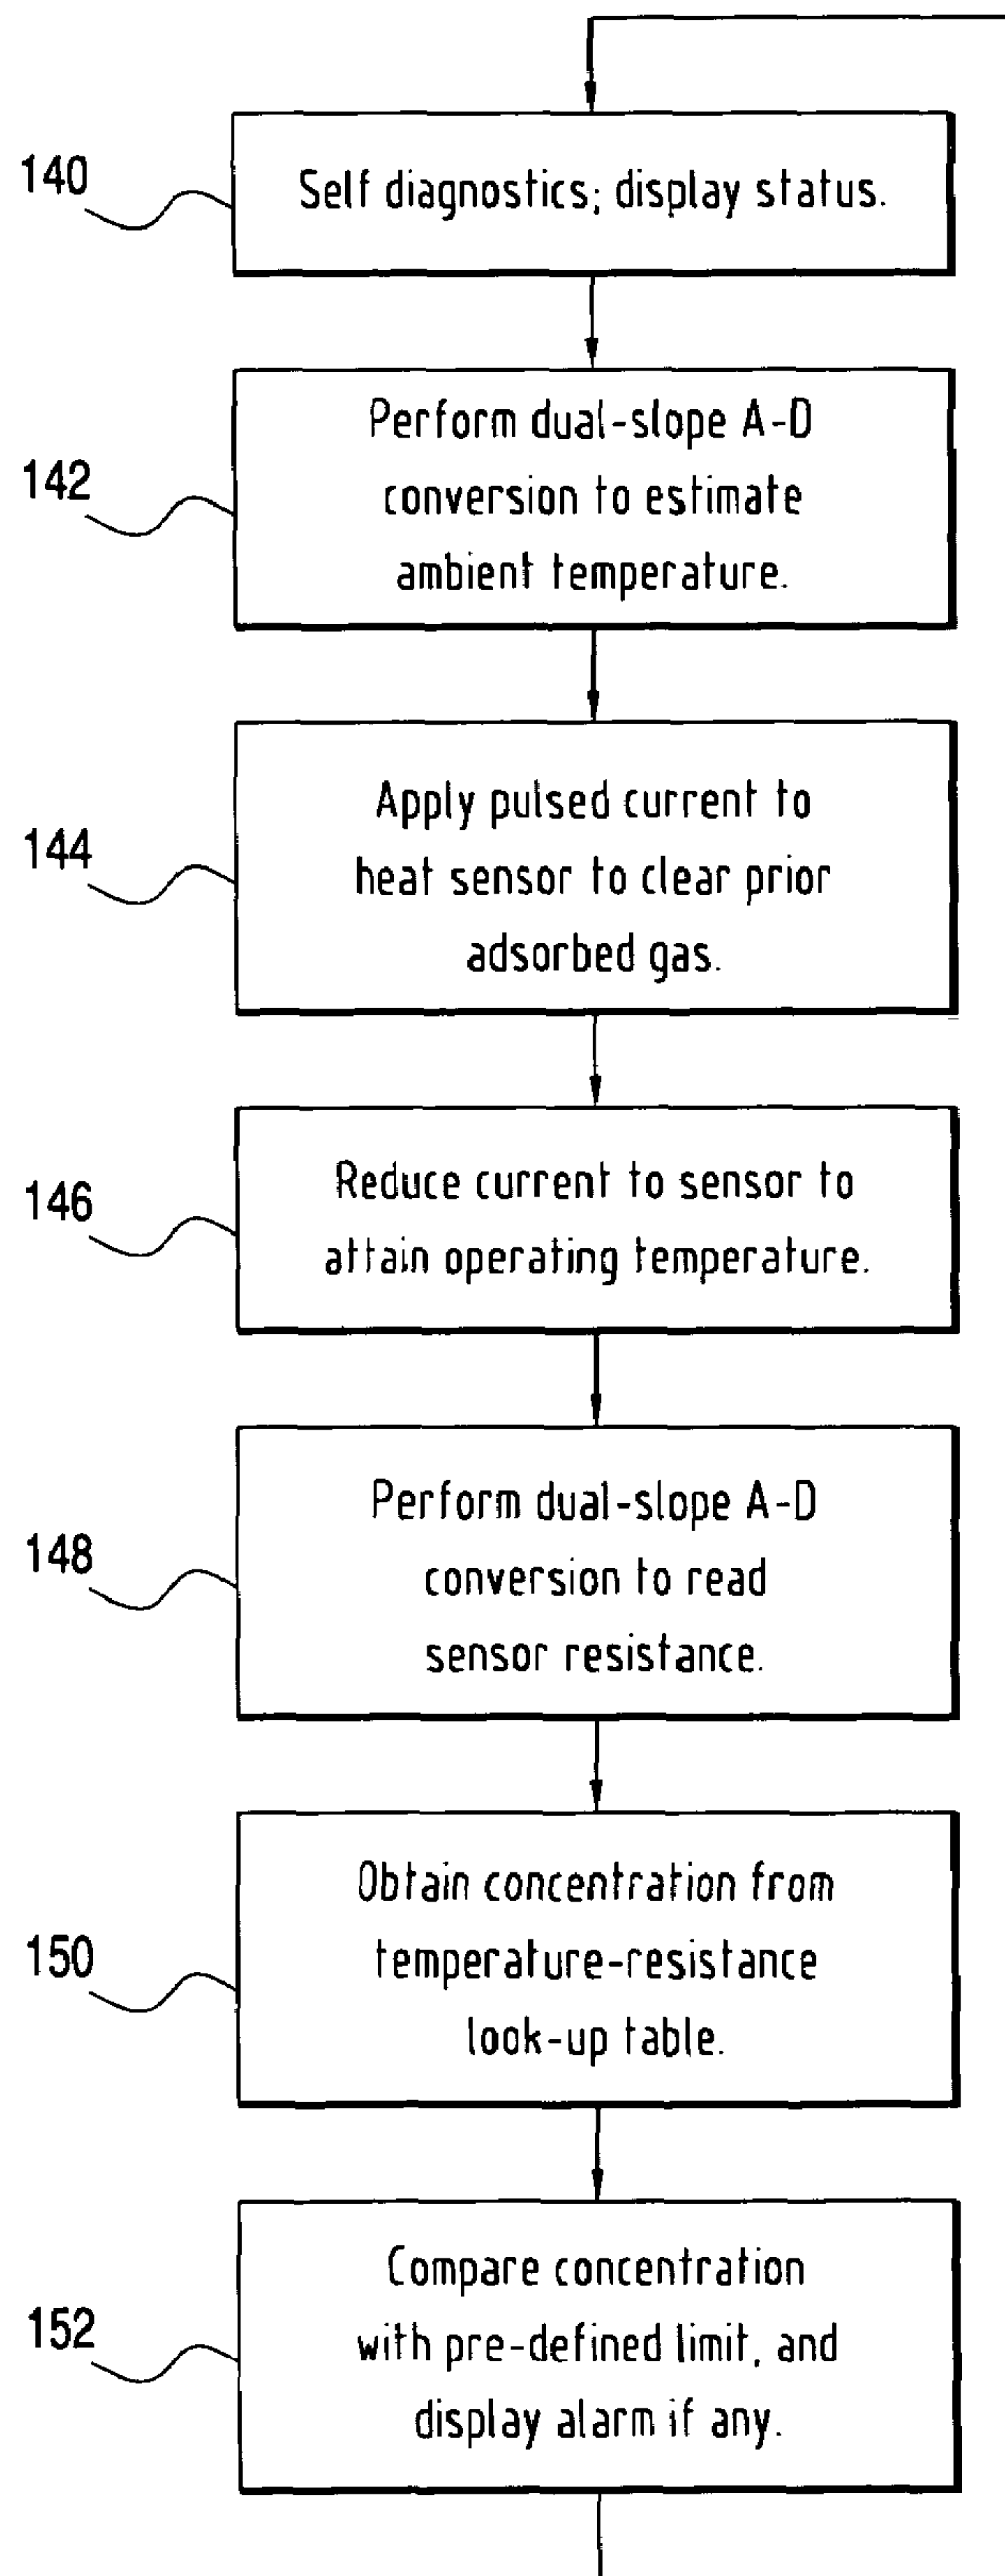 140
Self diagnostics; display status.
142
Perform dual-slope A-D
conversion to estimate
ambient temperature.
144
Apply pulsed current to
heat sensor to clear prior
adsorbed gas.
146
Reduce current to sensor to
attain operating temperature.
148
Perform dual-slope A-D
conversion to read
sensor resistance.
150
Obtain concentration from
temperature-resistance
look-up table.
152
Compare concentration
with pre-defined limit, and
display alarm if any.